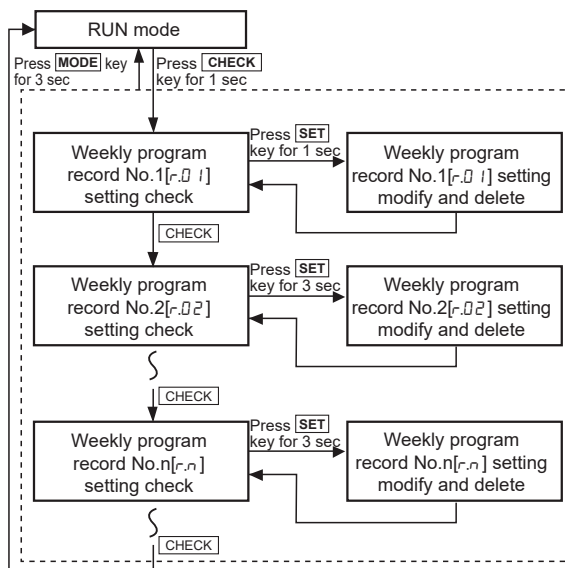 RUN mode
Press MODE key
for 3 sec
Press CHECK
key for 1 sec
Weekly program
record No.1[r.01]
setting check
Press SET
key for 1 sec
Weekly program
record No.1[r.01] setting
modify and delete
CHECK
Weekly program
record No.2[r.02]
setting check
Press SET
key for 3 sec
Weekly program
record No.2[r.02] setting
modify and delete
CHECK
Weekly program
record No.n[r.n]
setting check
Press SET
key for 3 sec
Weekly program
record No.n[r.n] setting
modify and delete
CHECK